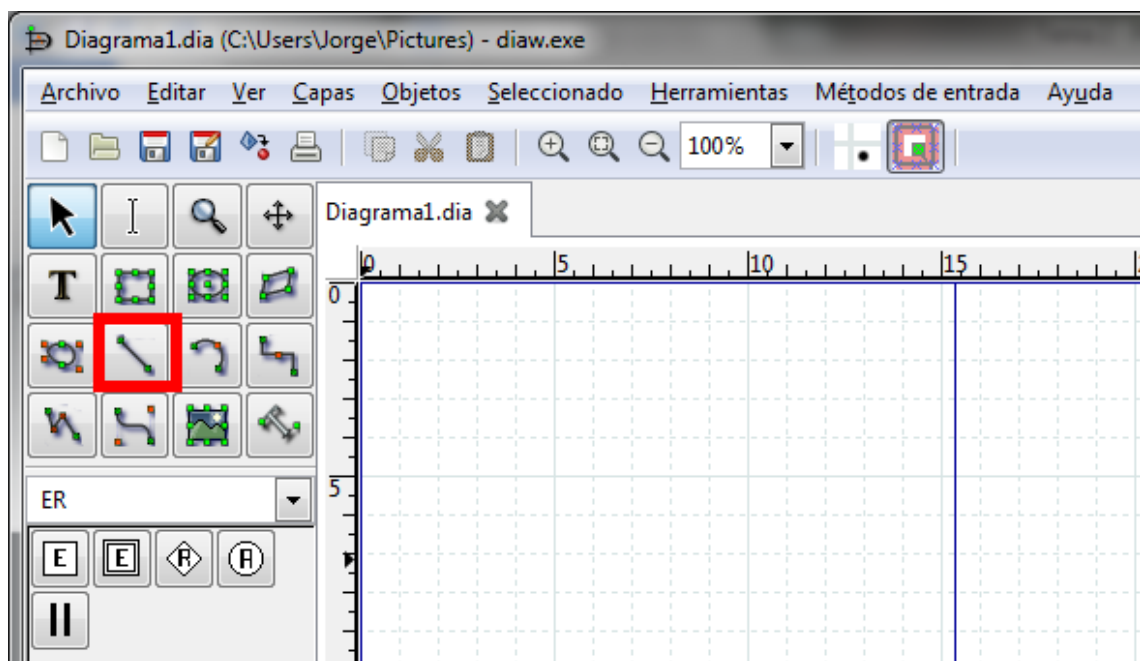 Diagrama1.dia (C:\Users\Jorge\Pictures) - diaw.exe
Archivo Editar Ver Capas Objetos Seleccionado Herramientas Métodos de entrada Ayuda
100%
Diagrama1.dia
T
0 5 10 15
0
5
ER
E E R A